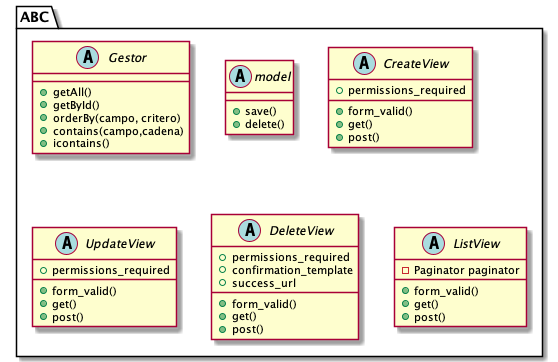 ABC
A Gestor
getAll()
getById()
orderBy(campo, critero)
contains(campo,cadena)
icontains()
A model
save()
delete()
A CreateView
permissions_required
form_valid()
get()
post()
A UpdateView
permissions_required
form_valid()
get()
post()
A DeleteView
permissions_required
confirmation_template
success_url
form_valid()
get()
post()
A ListView
Paginator paginator
form_valid()
get()
post()